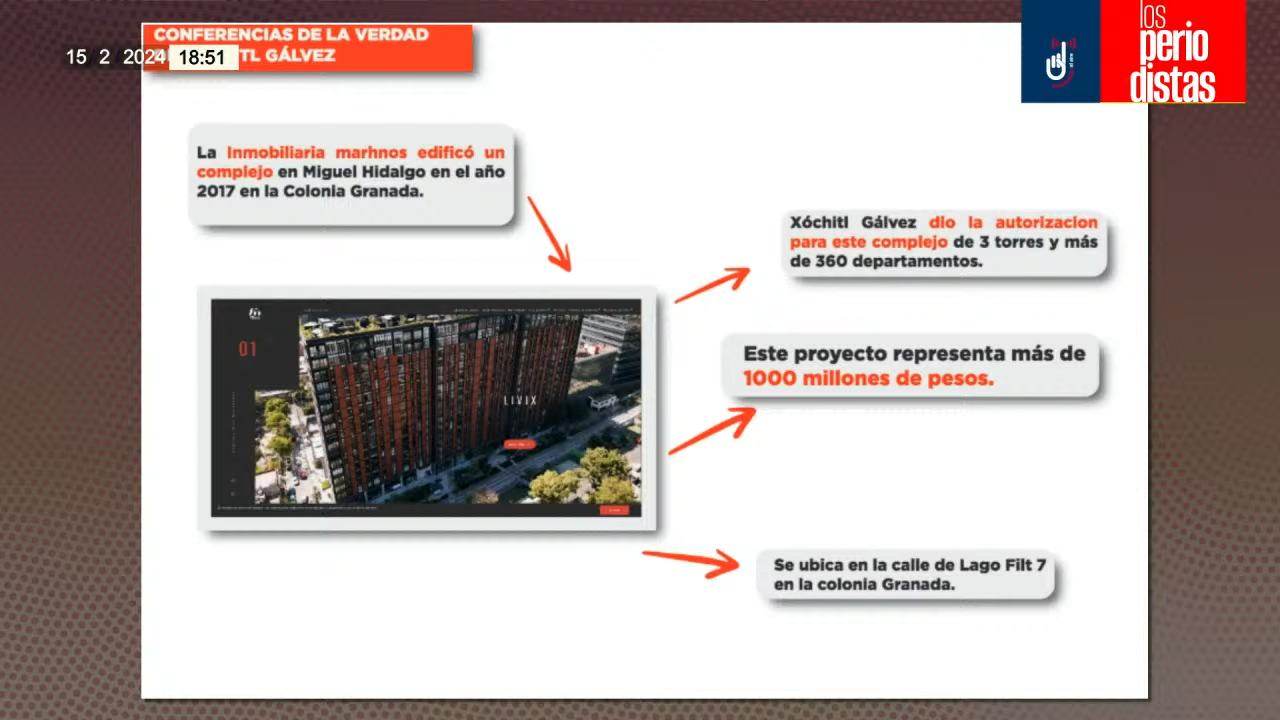 CONFERENCIAS DE LA VERDAD
TL GÁLVEZ
15 2 2024 18:51
los
perio
distas
La Inmobiliaria marhnos edificó un
complejo en Miguel Hidalgo en el año
2017 en la Colonia Granada.
Xóchitl Gálvez dio la autorizacion
para este complejo de 3 torres y más
de 360 departamentos.
01
LIVIX
Este proyecto representa más de
1000 millones de pesos.
Se ubica en la calle de Lago Filt 7
en la colonia Granada.